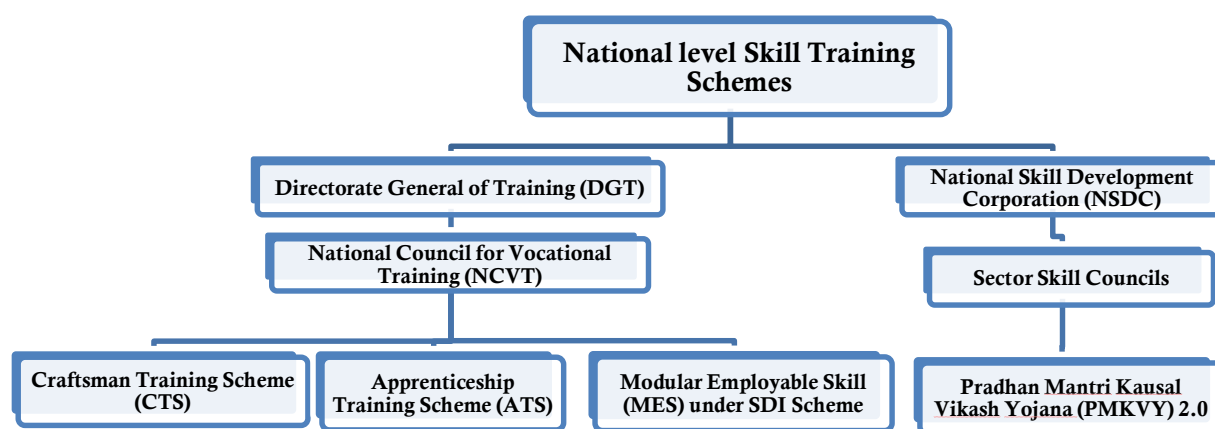 National level Skill Training
Schemes
Directorate General of Training (DGT)
National Skill Development
Corporation (NSDC)
National Council for Vocational
Training (NCVT)
Sector Skill Councils
Craftsman Training Scheme
(CTS)
Apprenticeship
Training Scheme (ATS)
Modular Employable Skill
(MES) under SDI Scheme
Pradhan Mantri Kausal
Vikash Yojana (PMKVY) 2.0